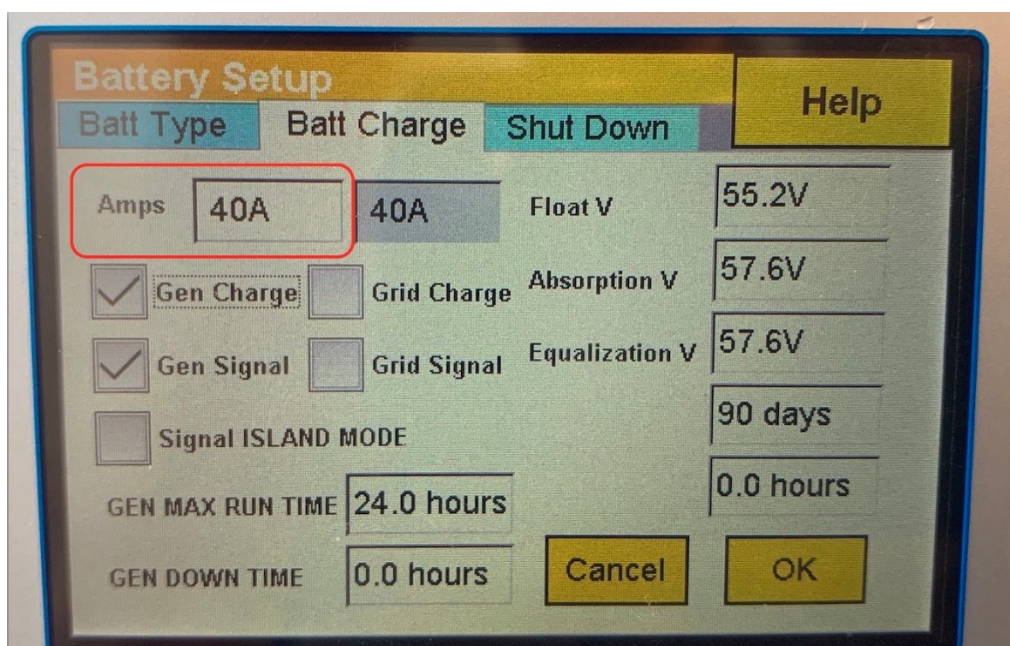 Battery Setup
Help
Batt Type Batt Charge Shut Down
Amps 40A 40A Float V 55.2V
Gen Charge Grid Charge Absorption V 57.6V
Gen Signal Grid Signal Equalization V 57.6V
Signal ISLAND MODE 90 days
GEN MAX RUN TIME 24.0 hours 0.0 hours
GEN DOWN TIME 0.0 hours Cancel OK